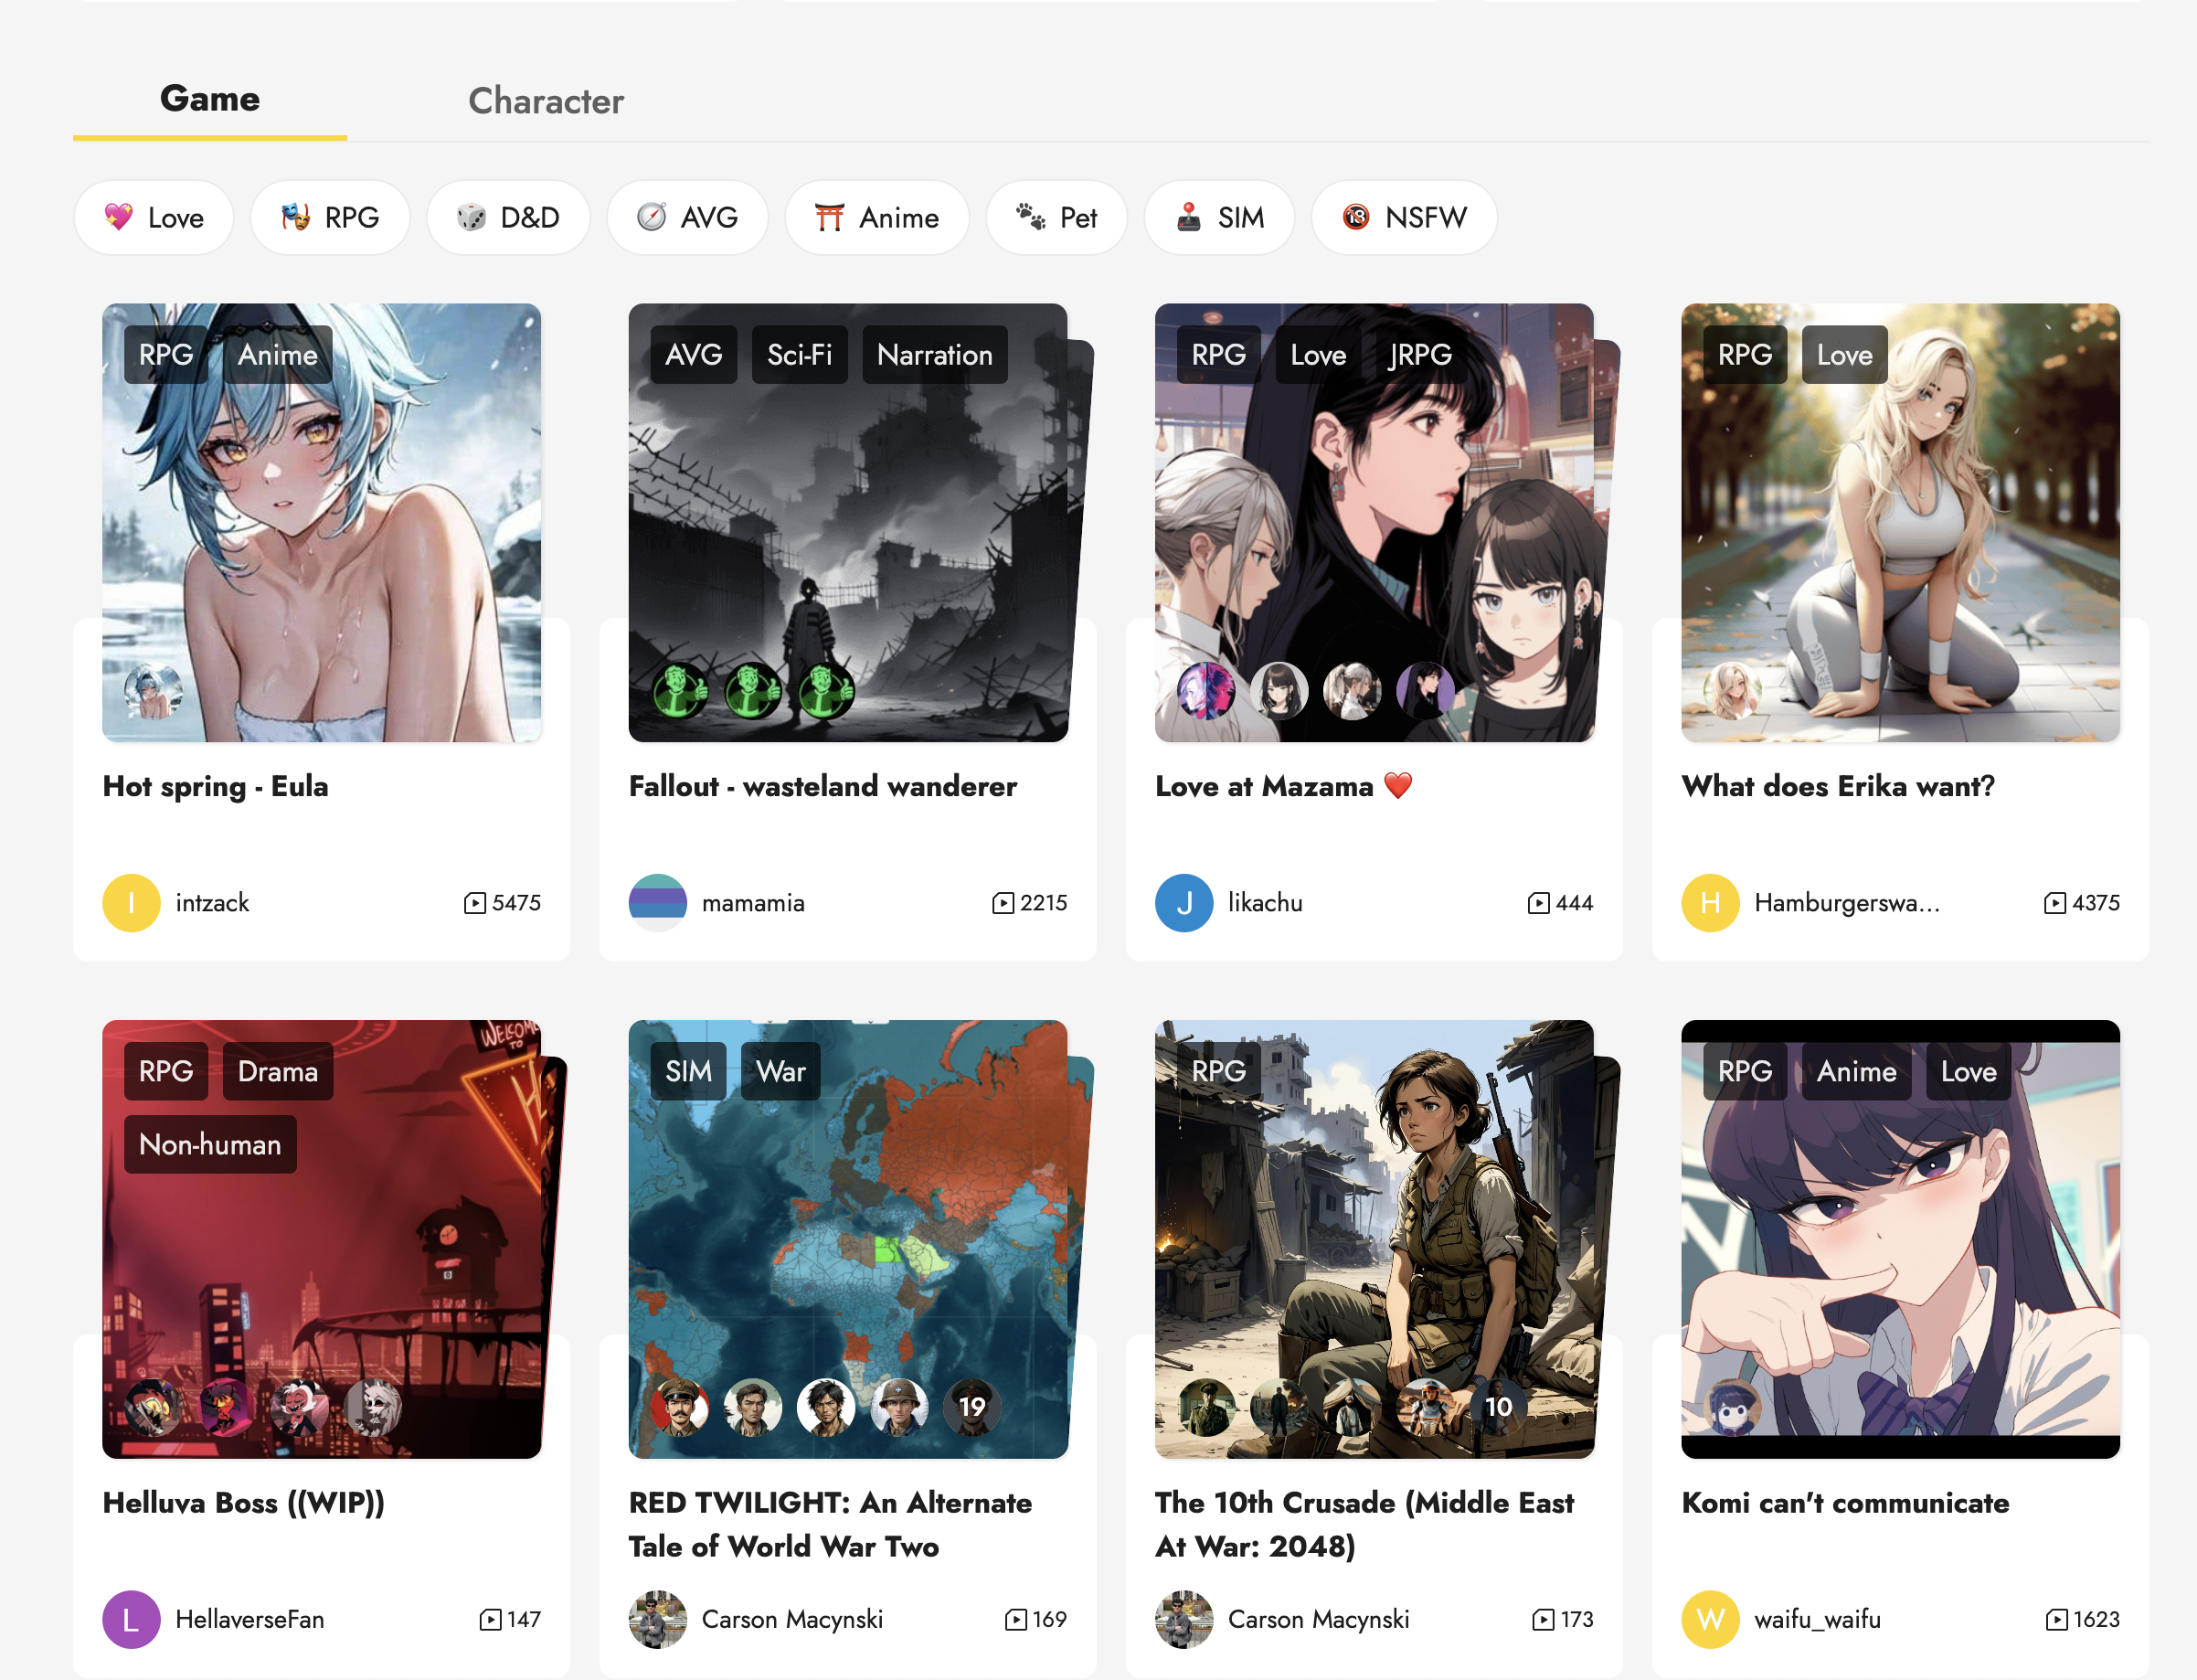 Game
Character
Love
RPG
D&D
AVG
Anime
Pet
SIM
NSFW
RPG
Anime
Hot spring - Eula
I
intzack
5475
AVG
Sci-Fi
Narration
Fallout - wasteland wanderer
mamamia
2215
RPG
Love
JRPG
Love at Mazama ❤️
J
likachu
444
RPG
Love
What does Erika want?
H
Hamburgerswa...
4375
WELCOME
TO
H
RPG
Drama
Non-human
Helluva Boss ((WIP))
L
HellaverseFan
147
SIM
War
19
RED TWILIGHT: An Alternate
Tale of World War Two
Carson Macynski
169
RPG
10
The 10th Crusade (Middle East
At War: 2048)
Carson Macynski
173
RPG
Anime
Love
Komi can't communicate
W
waifu_waifu
1623